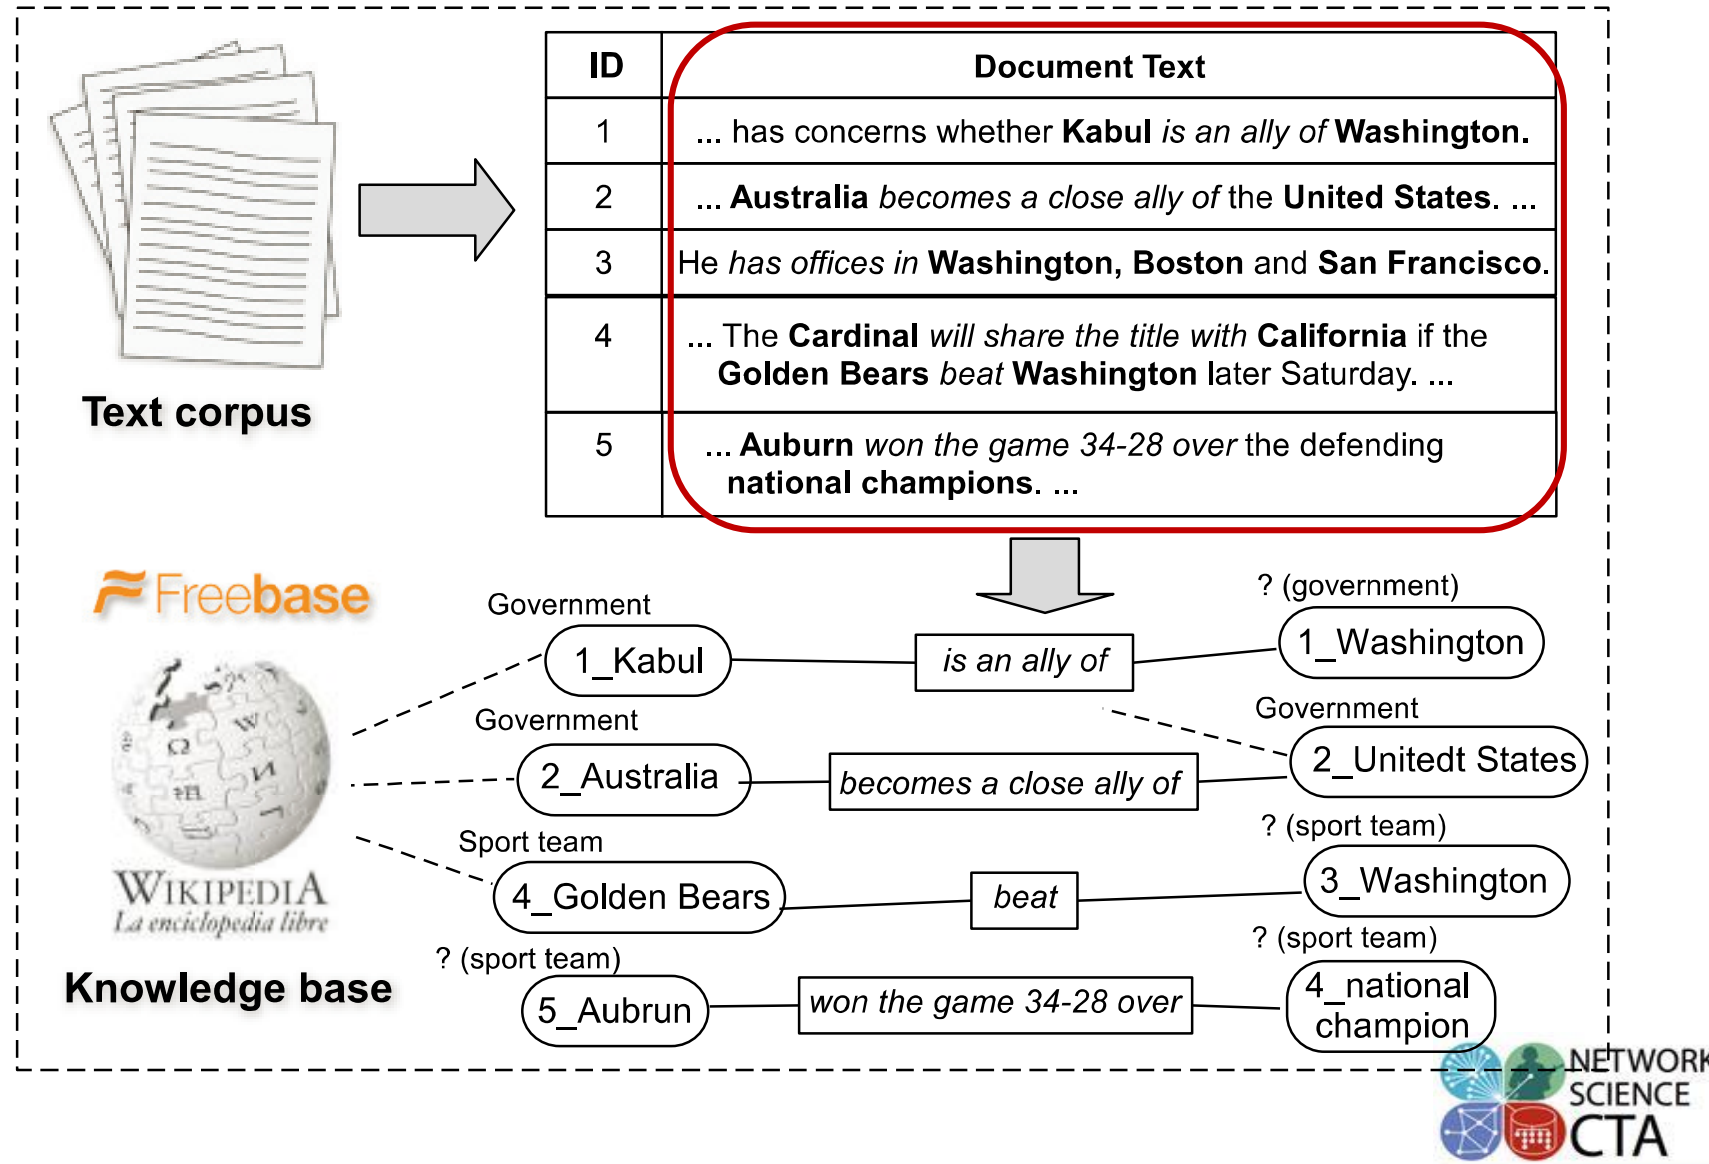 ID Document Text
1 ... has concerns whether Kabul is an ally of Washington.
2 ... Australia becomes a close ally of the United States. ...
3 He has offices in Washington, Boston and San Francisco.
4 ... The Cardinal will share the title with California if the
Golden Bears beat Washington later Saturday. ...
5 ... Auburn won the game 34-28 over the defending
national champions. ...
Text corpus
Freebase
WIKIPEDIA
La enciclopedia libre
Knowledge base
Government
1_Kabul
is an ally of
? (government)
1_Washington
Government
2_Australia
becomes a close ally of
Government
2_Unitedt States
Sport team
4_Golden Bears
beat
? (sport team)
3_Washington
? (sport team)
5_Aubrun
won the game 34-28 over
? (sport team)
4_national
champion
NETWORK
SCIENCE
CTA